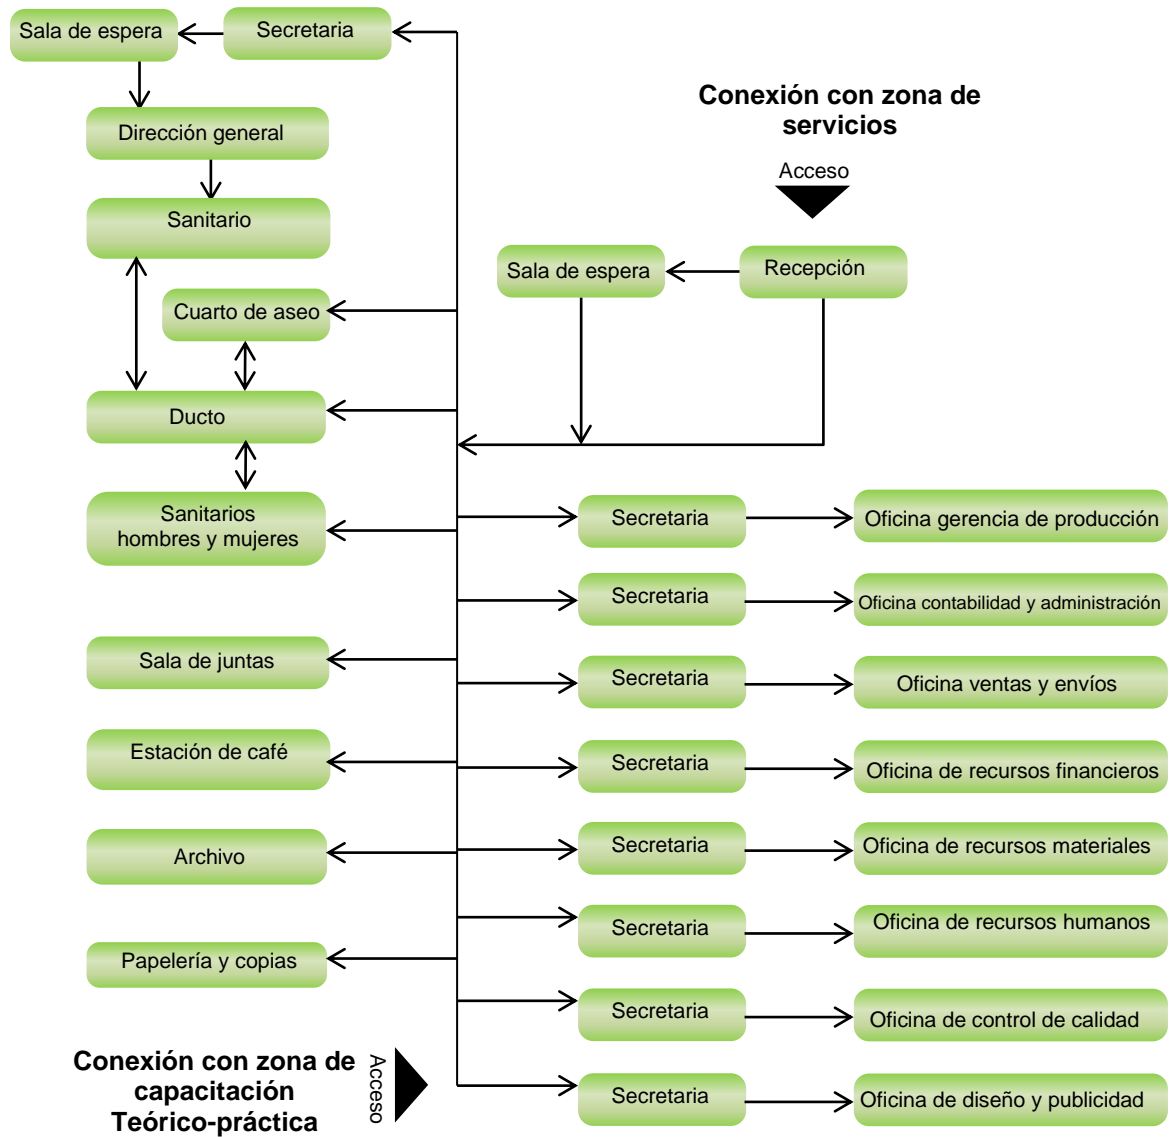 Sala de espera
Secretaria
Dirección general
Sanitario
Cuarto de aseo
Ducto
Sanitarios
hombres y mujeres
Sala de juntas
Estación de café
Archivo
Papelería y copias
Conexión con zona de
capacitación
Teórico-práctica
Acceso
Conexión con zona de
servicios
Acceso
Sala de espera
Recepción
Secretaria
Oficina gerencia de producción
Secretaria
Oficina contabilidad y administración
Secretaria
Oficina ventas y envíos
Secretaria
Oficina de recursos financieros
Secretaria
Oficina de recursos materiales
Secretaria
Oficina de recursos humanos
Secretaria
Oficina de control de calidad
Secretaria
Oficina de diseño y publicidad